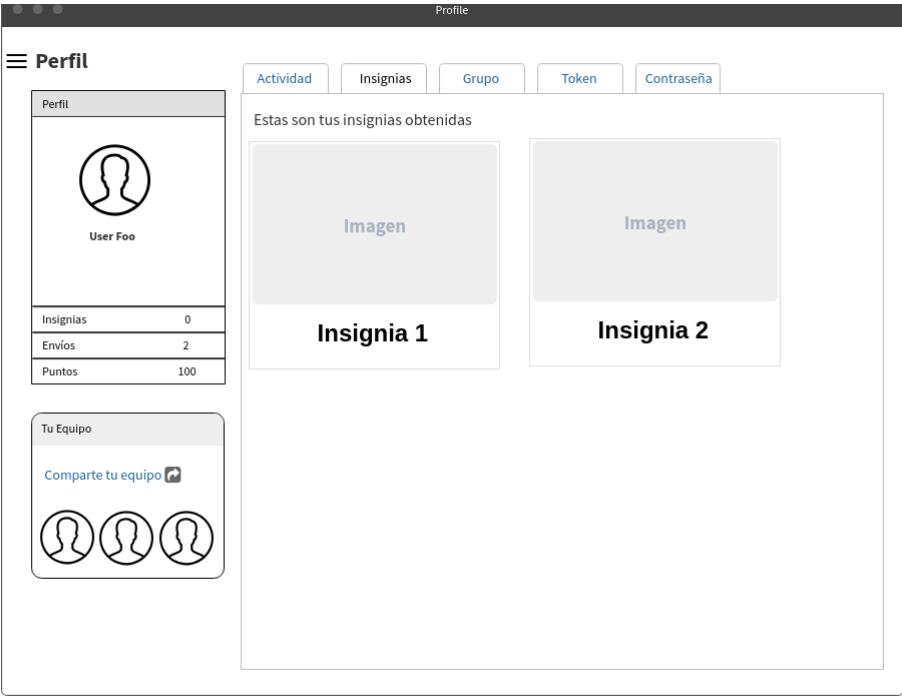 Profile
Perfil
Actividad
Insignias
Grupo
Token
Contraseña
Perfil
User Foo
Insignias 0
Envíos 2
Puntos 100
Tu Equipo
Comparte tu equipo
Estas son tus insignias obtenidas
Imagen
Insignia 1
Imagen
Insignia 2